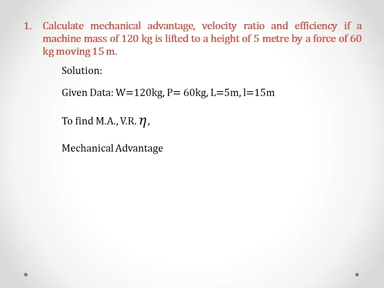 1. Calculate mechanical advantage, velocity ratio and efficiency if a
machine mass of 120 kg is lifted to a height of 5 metre by a force of 60
kg moving 15 m.
Solution:
Given Data: W=120kg, P= 60kg, L=5m, l=15m
To find M.A., V.R. η ,
Mechanical Advantage